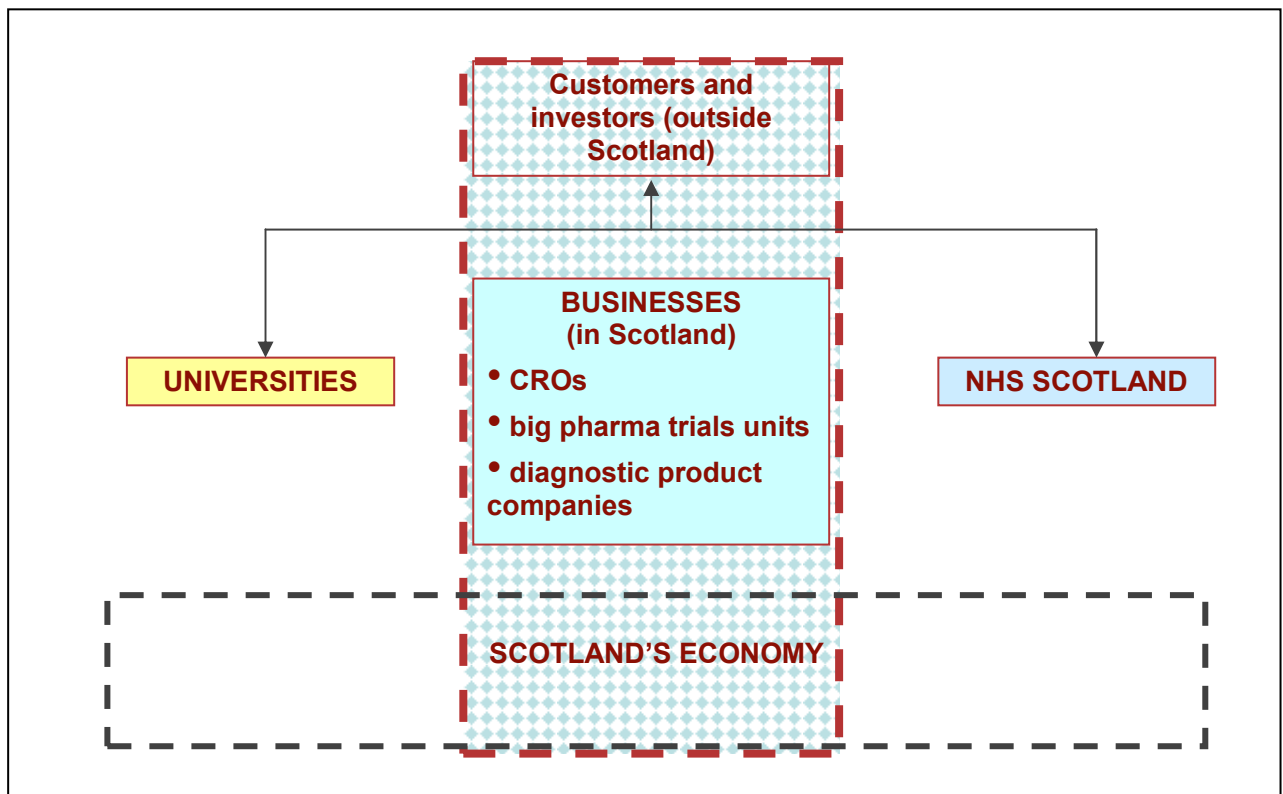 Customers and
investors (outside
Scotland)
BUSINESSES
(in Scotland)
• CROs
• big pharma trials units
• diagnostic product
companies
UNIVERSITIES
NHS SCOTLAND
SCOTLAND’S ECONOMY